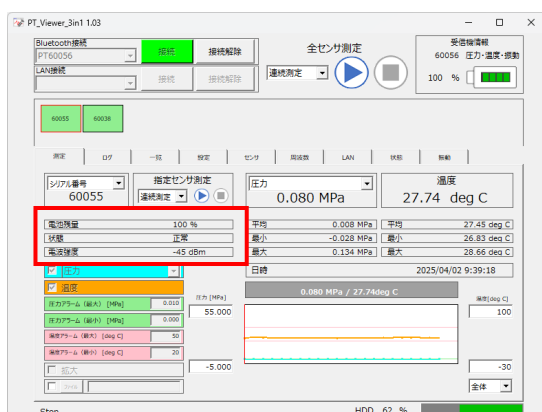 PT_Viewer_3in1 1.03
Bluetooth接続
PT60056
接続
接続解除
LAN接続
接続
接続解除
全センサ測定
連続測定
受信機情報
60056 圧力・温度・振動
100 %
60055
60038
測定
ログ
一覧
設定
センサ
周波数
LAN
状態
振動
シリアル番号
60055
指定センサ測定
連続測定
圧力
0.080 MPa
温度
27.74 deg C
電池残量 100 %
状態 正常
電波強度 -45 dBm
平均 0.008 MPa
最小 -0.028 MPa
最大 0.134 MPa
平均 27.45 deg C
最小 26.83 deg C
最大 28.66 deg C
圧力
温度
日時 2025/04/02 9:39:18
0.080 MPa / 27.74deg C
圧力アラーム (最大) [MPa] 0.010
圧力アラーム (最小) [MPa] 0.000
温度アラーム (最大) [deg C] 50
温度アラーム (最小) [deg C] 20
拡大
圧力 [MPa]
55.000
-5.000
温度[deg C]
100
-30
全体
Stop
HDD 62 %